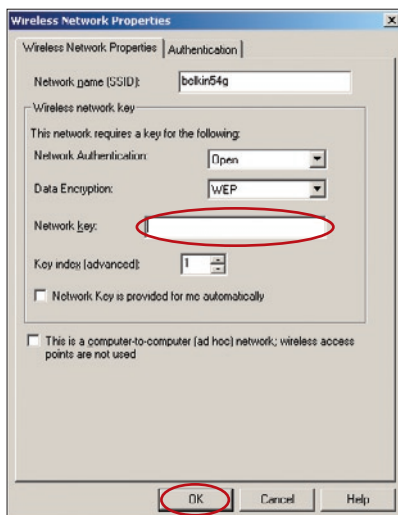 Wireless Network Properties
Wireless Network Properties Authentication
Network name (SSID): belkin54g
Wireless network key
This network requires a key for the following:
Network Authentication: Open
Data Encryption: WEP
Network key:
Key index (advanced): 1
Network Key is provided for me automatically
This is a computer-to-computer (ad hoc) network; wireless access
points are not used
OK Cancel Help